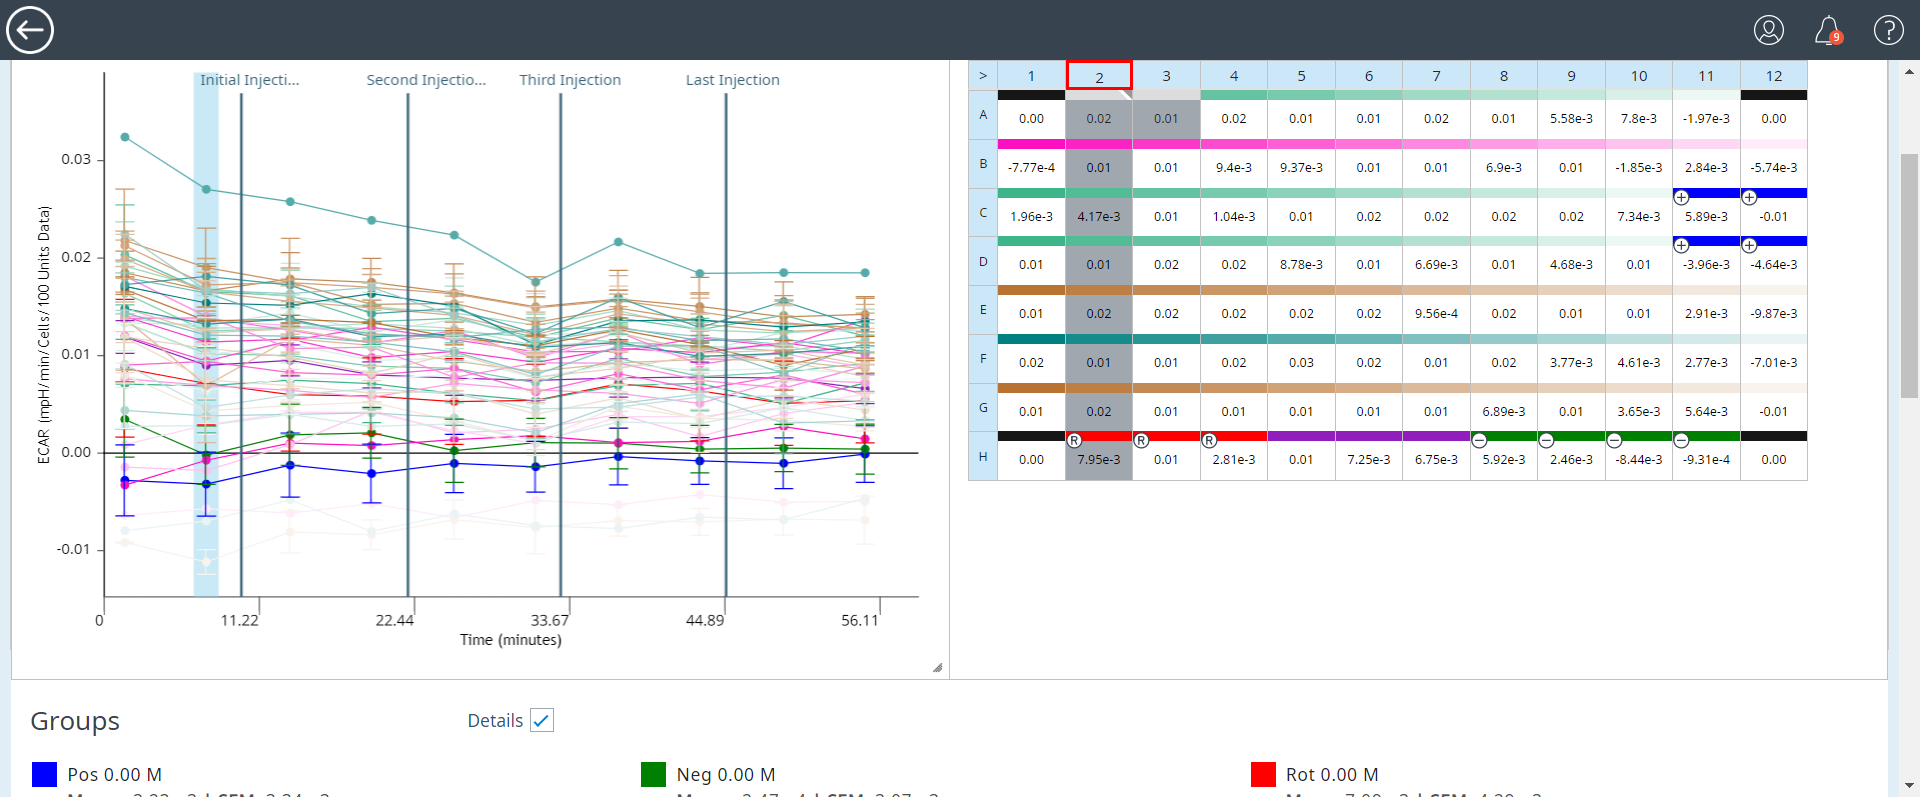 9
?
Initial Injecti...
Second Injectio...
Third Injection
Last Injection
0.03
0.02
0.01
0.00
-0.01
ECAR (mpH/min/Cells/100 Units Data)
0
11.22
22.44
33.67
44.89
56.11
Time (minutes)
> 1 2 3 4 5 6 7 8 9 10 11 12
A 0.00 0.02 0.01 0.02 0.01 0.01 0.02 0.01 5.58e-3 7.8e-3 -1.97e-3 0.00
B -7.77e-4 0.01 0.01 9.4e-3 9.37e-3 0.01 0.01 6.9e-3 0.01 -1.85e-3 2.84e-3 -5.74e-3
+ +
C 1.96e-3 4.17e-3 0.01 1.04e-3 0.01 0.02 0.02 0.02 0.02 7.34e-3 5.89e-3 -0.01
+ +
D 0.01 0.01 0.02 0.02 8.78e-3 0.01 6.69e-3 0.01 4.68e-3 0.01 -3.96e-3 -4.64e-3
E 0.01 0.02 0.02 0.02 0.02 0.02 9.56e-4 0.02 0.01 0.01 2.91e-3 -9.87e-3
F 0.02 0.01 0.01 0.02 0.03 0.02 0.01 0.02 3.77e-3 4.61e-3 2.77e-3 -7.01e-3
G 0.01 0.02 0.01 0.01 0.01 0.01 0.01 6.89e-3 0.01 3.65e-3 5.64e-3 -0.01
R R R − − − −
H 0.00 7.95e-3 0.01 2.81e-3 0.01 7.25e-3 6.75e-3 5.92e-3 2.46e-3 -8.44e-3 -9.31e-4 0.00
Groups
Details
Pos 0.00 M
Neg 0.00 M
Rot 0.00 M